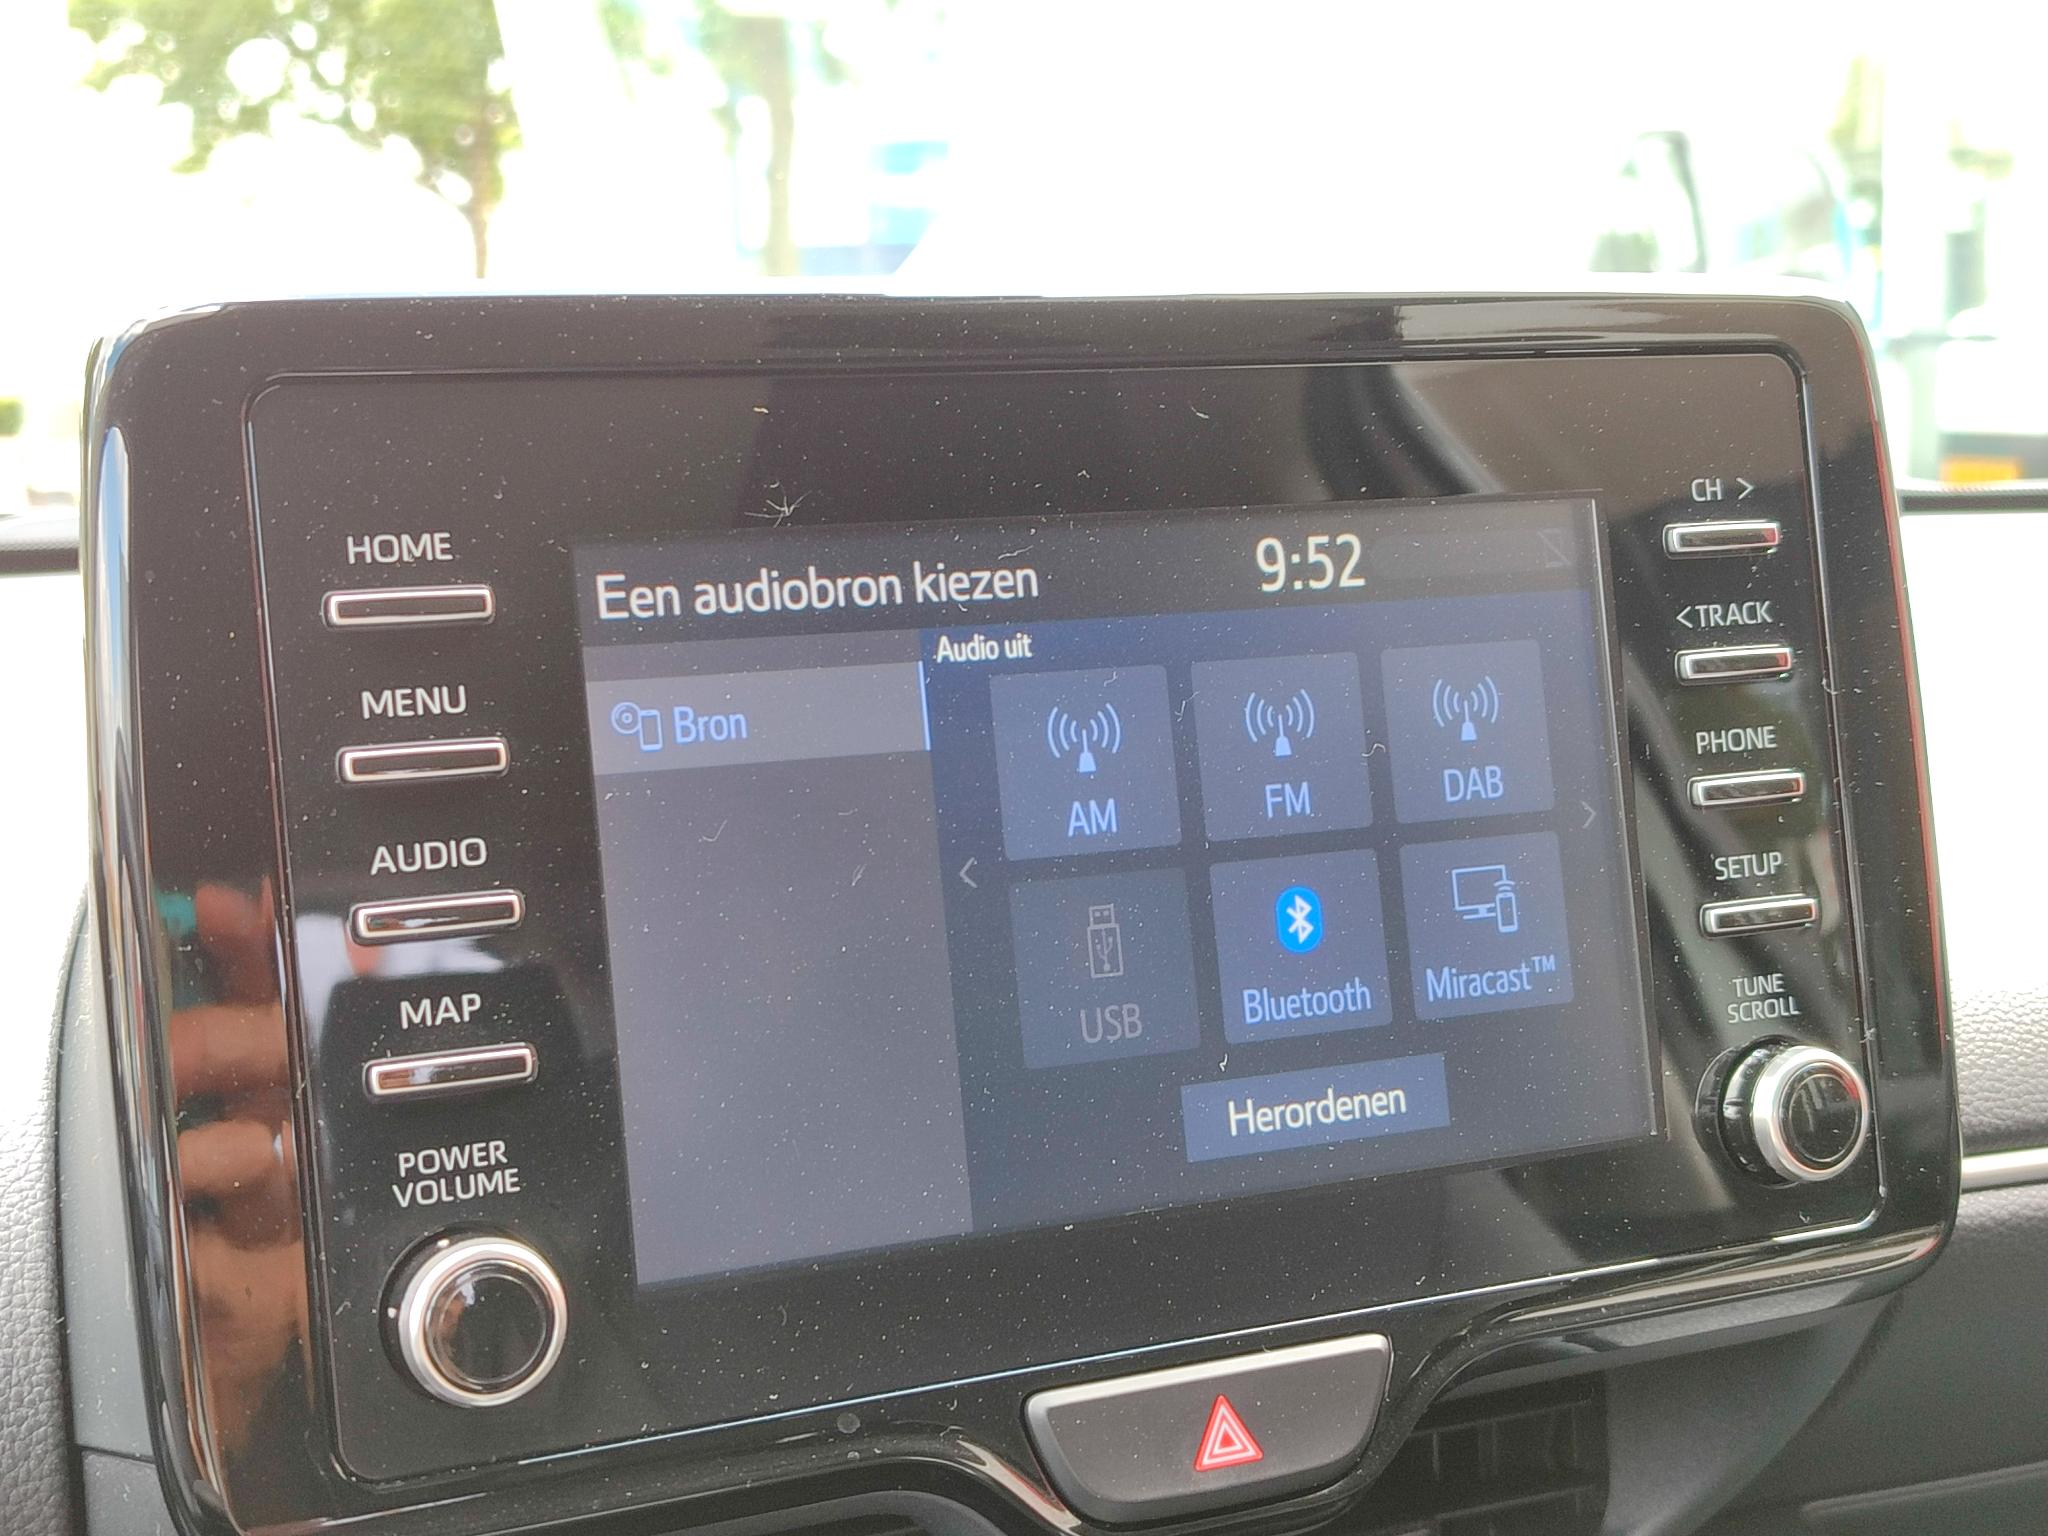 HOME
MENU
AUDIO
MAP
POWER
VOLUME
Een audiobron kiezen
9:52
Bron
Audio uit
AM
FM
DAB
USB
Bluetooth
Miracast™
Herordenen
CH >
<TRACK
PHONE
SETUP
TUNE
SCROLL